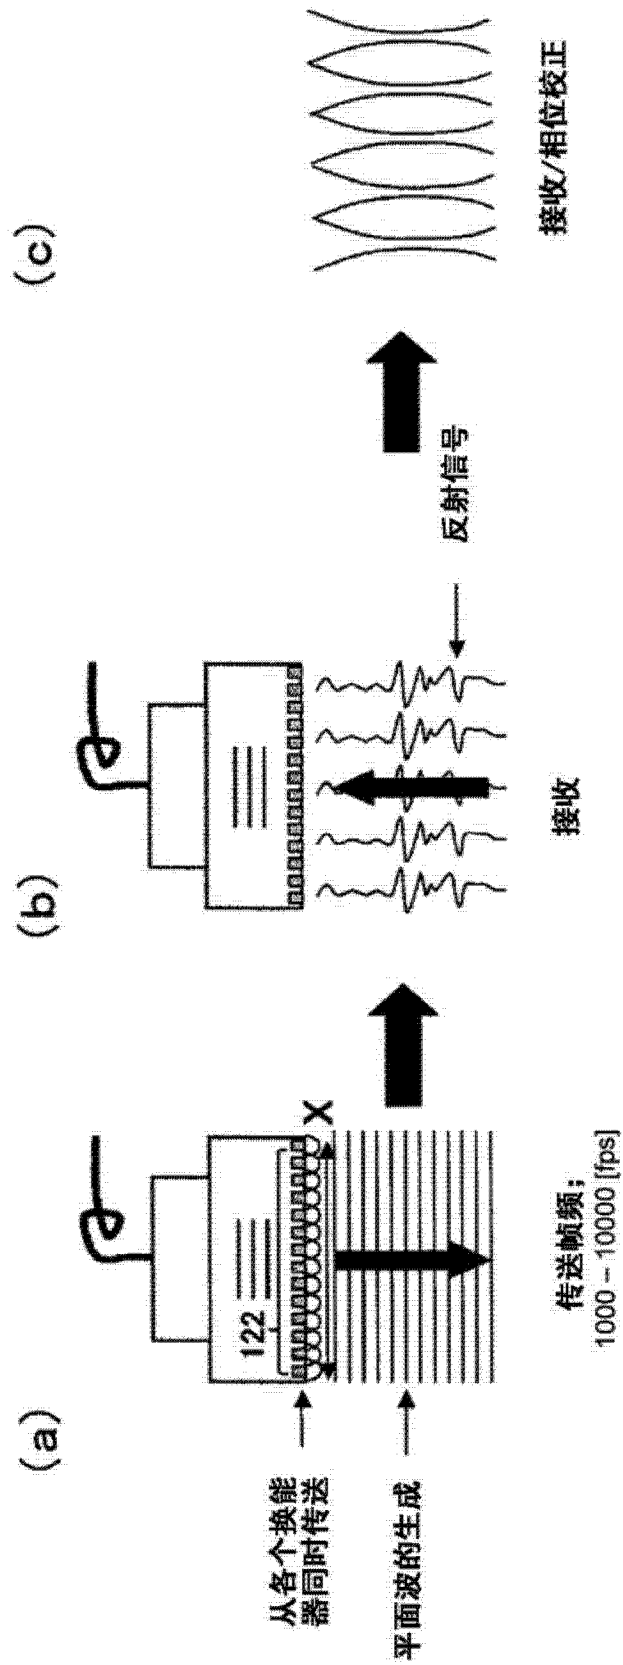 (a)
122
X
从各个换能
器同时传送
平面波的生成
传送帧频；
1000 – 10000 [fps]
(b)
反射信号
接收
(c)
接收/相位校正